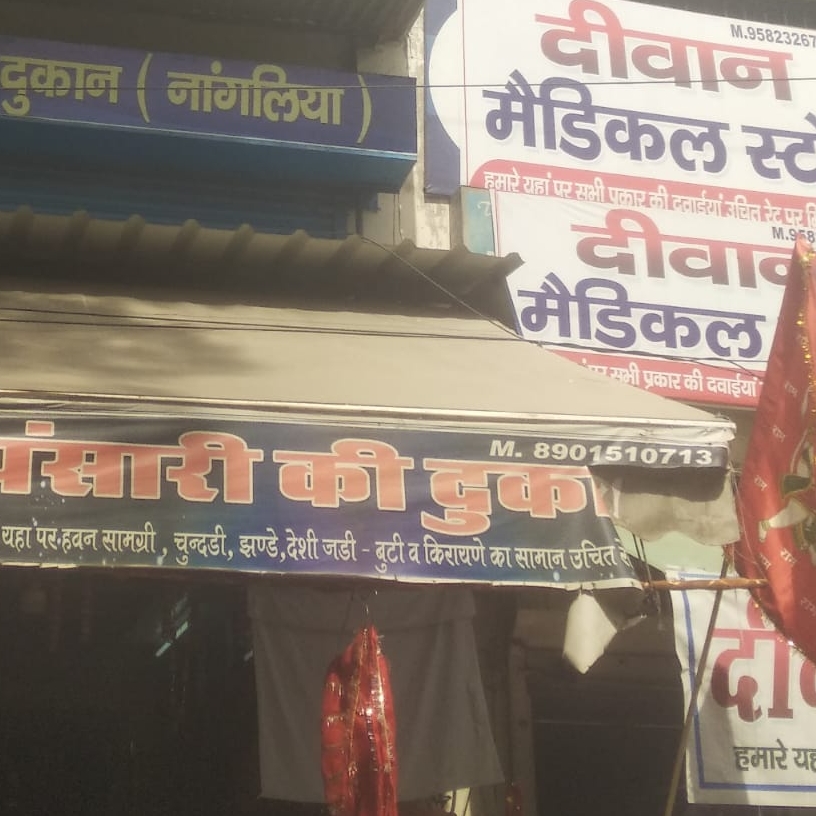 दुकान ( नांगलिया )
M.9582326
दीवान
मैडिकल
हमारे यहां पर सभी प्रकार की दवाईयां उचित रेट पर
M.958
दीवान
मैडिकल
सभी प्रकार की दवाईयां
M. 8901510713
पंसारी की
यहा पर हवन सामग्री , चुन्दडी, झण्डे,देशी जडी - बुटी व किरायणे का सामान उचित
राम
राम
राम
राम
हमारे